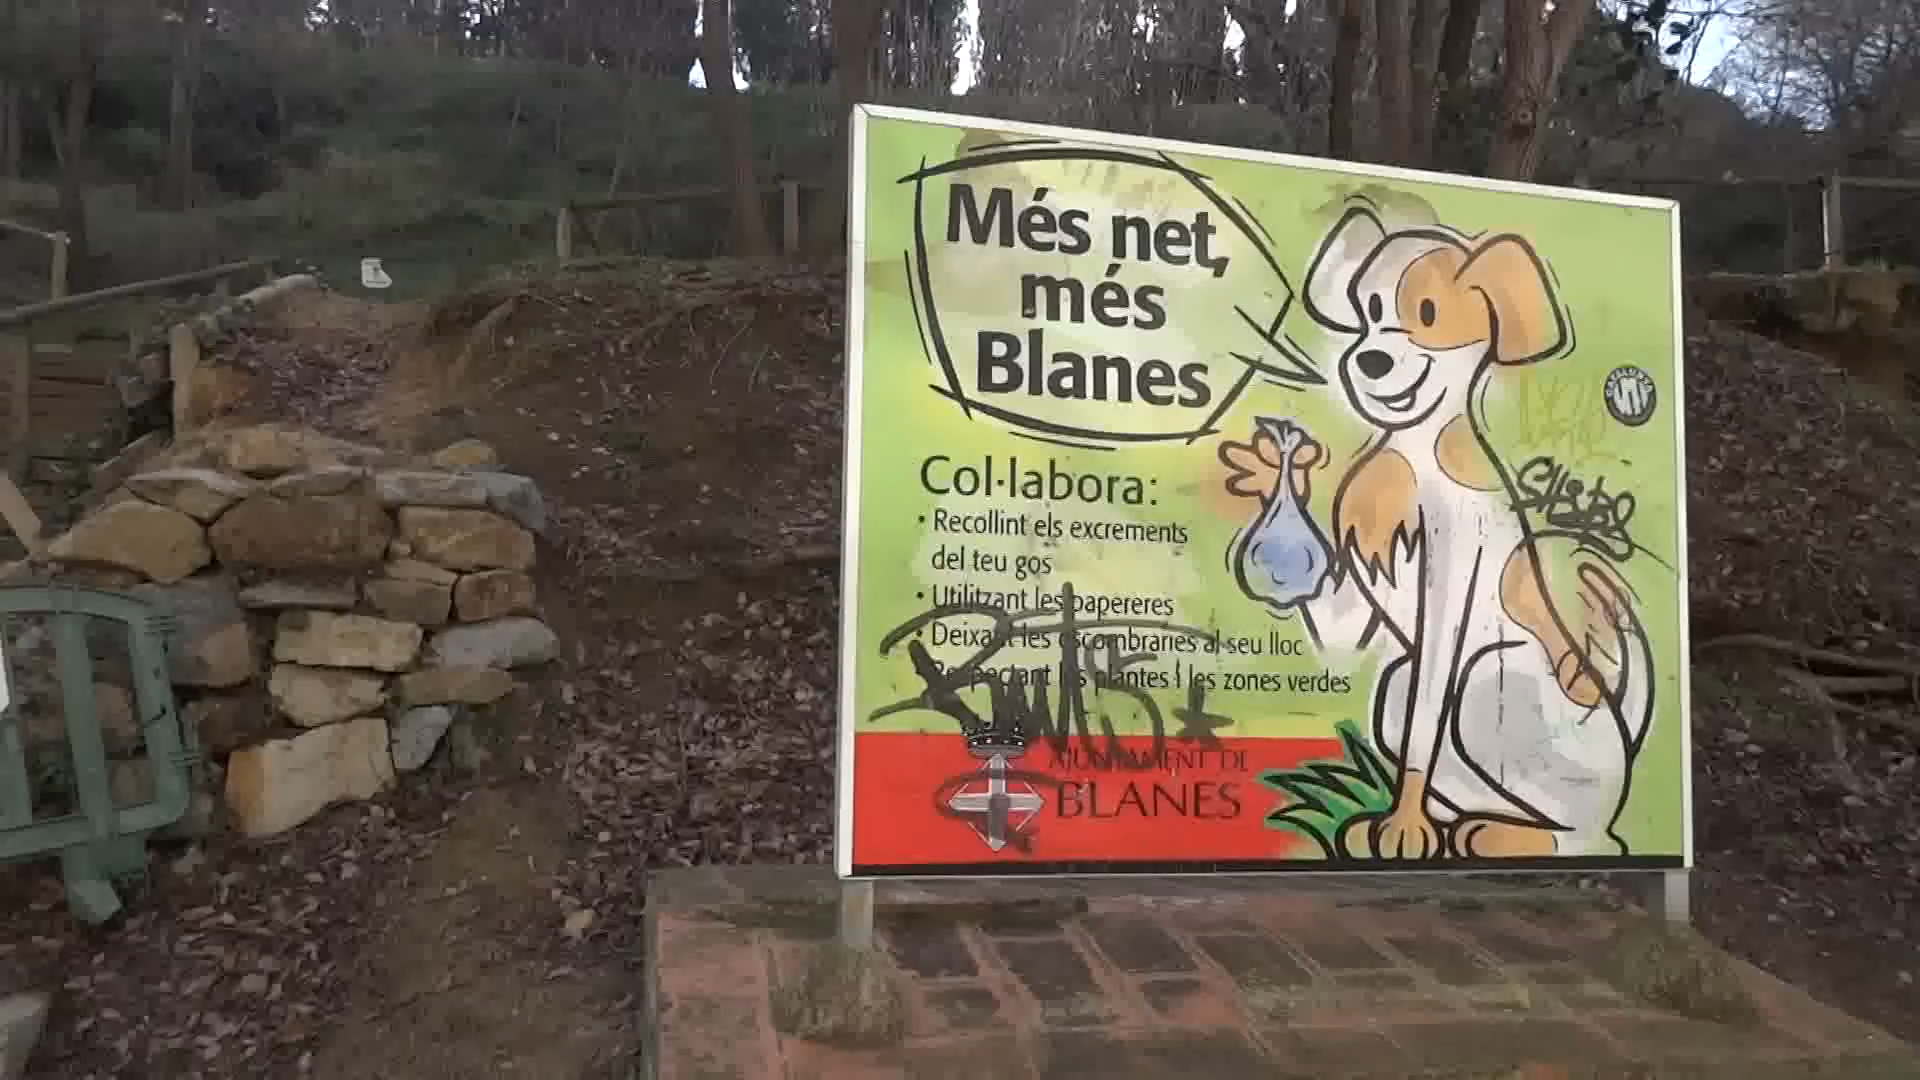 Més net,
més
Blanes
Col·labora:
• Recollint els excrements
del teu gos
• Utilitzant les papereres
• Deixant les escombraries al seu lloc
• Respectant les plantes i les zones verdes
AJUNTAMENT DE
BLANES
CATALUNYA